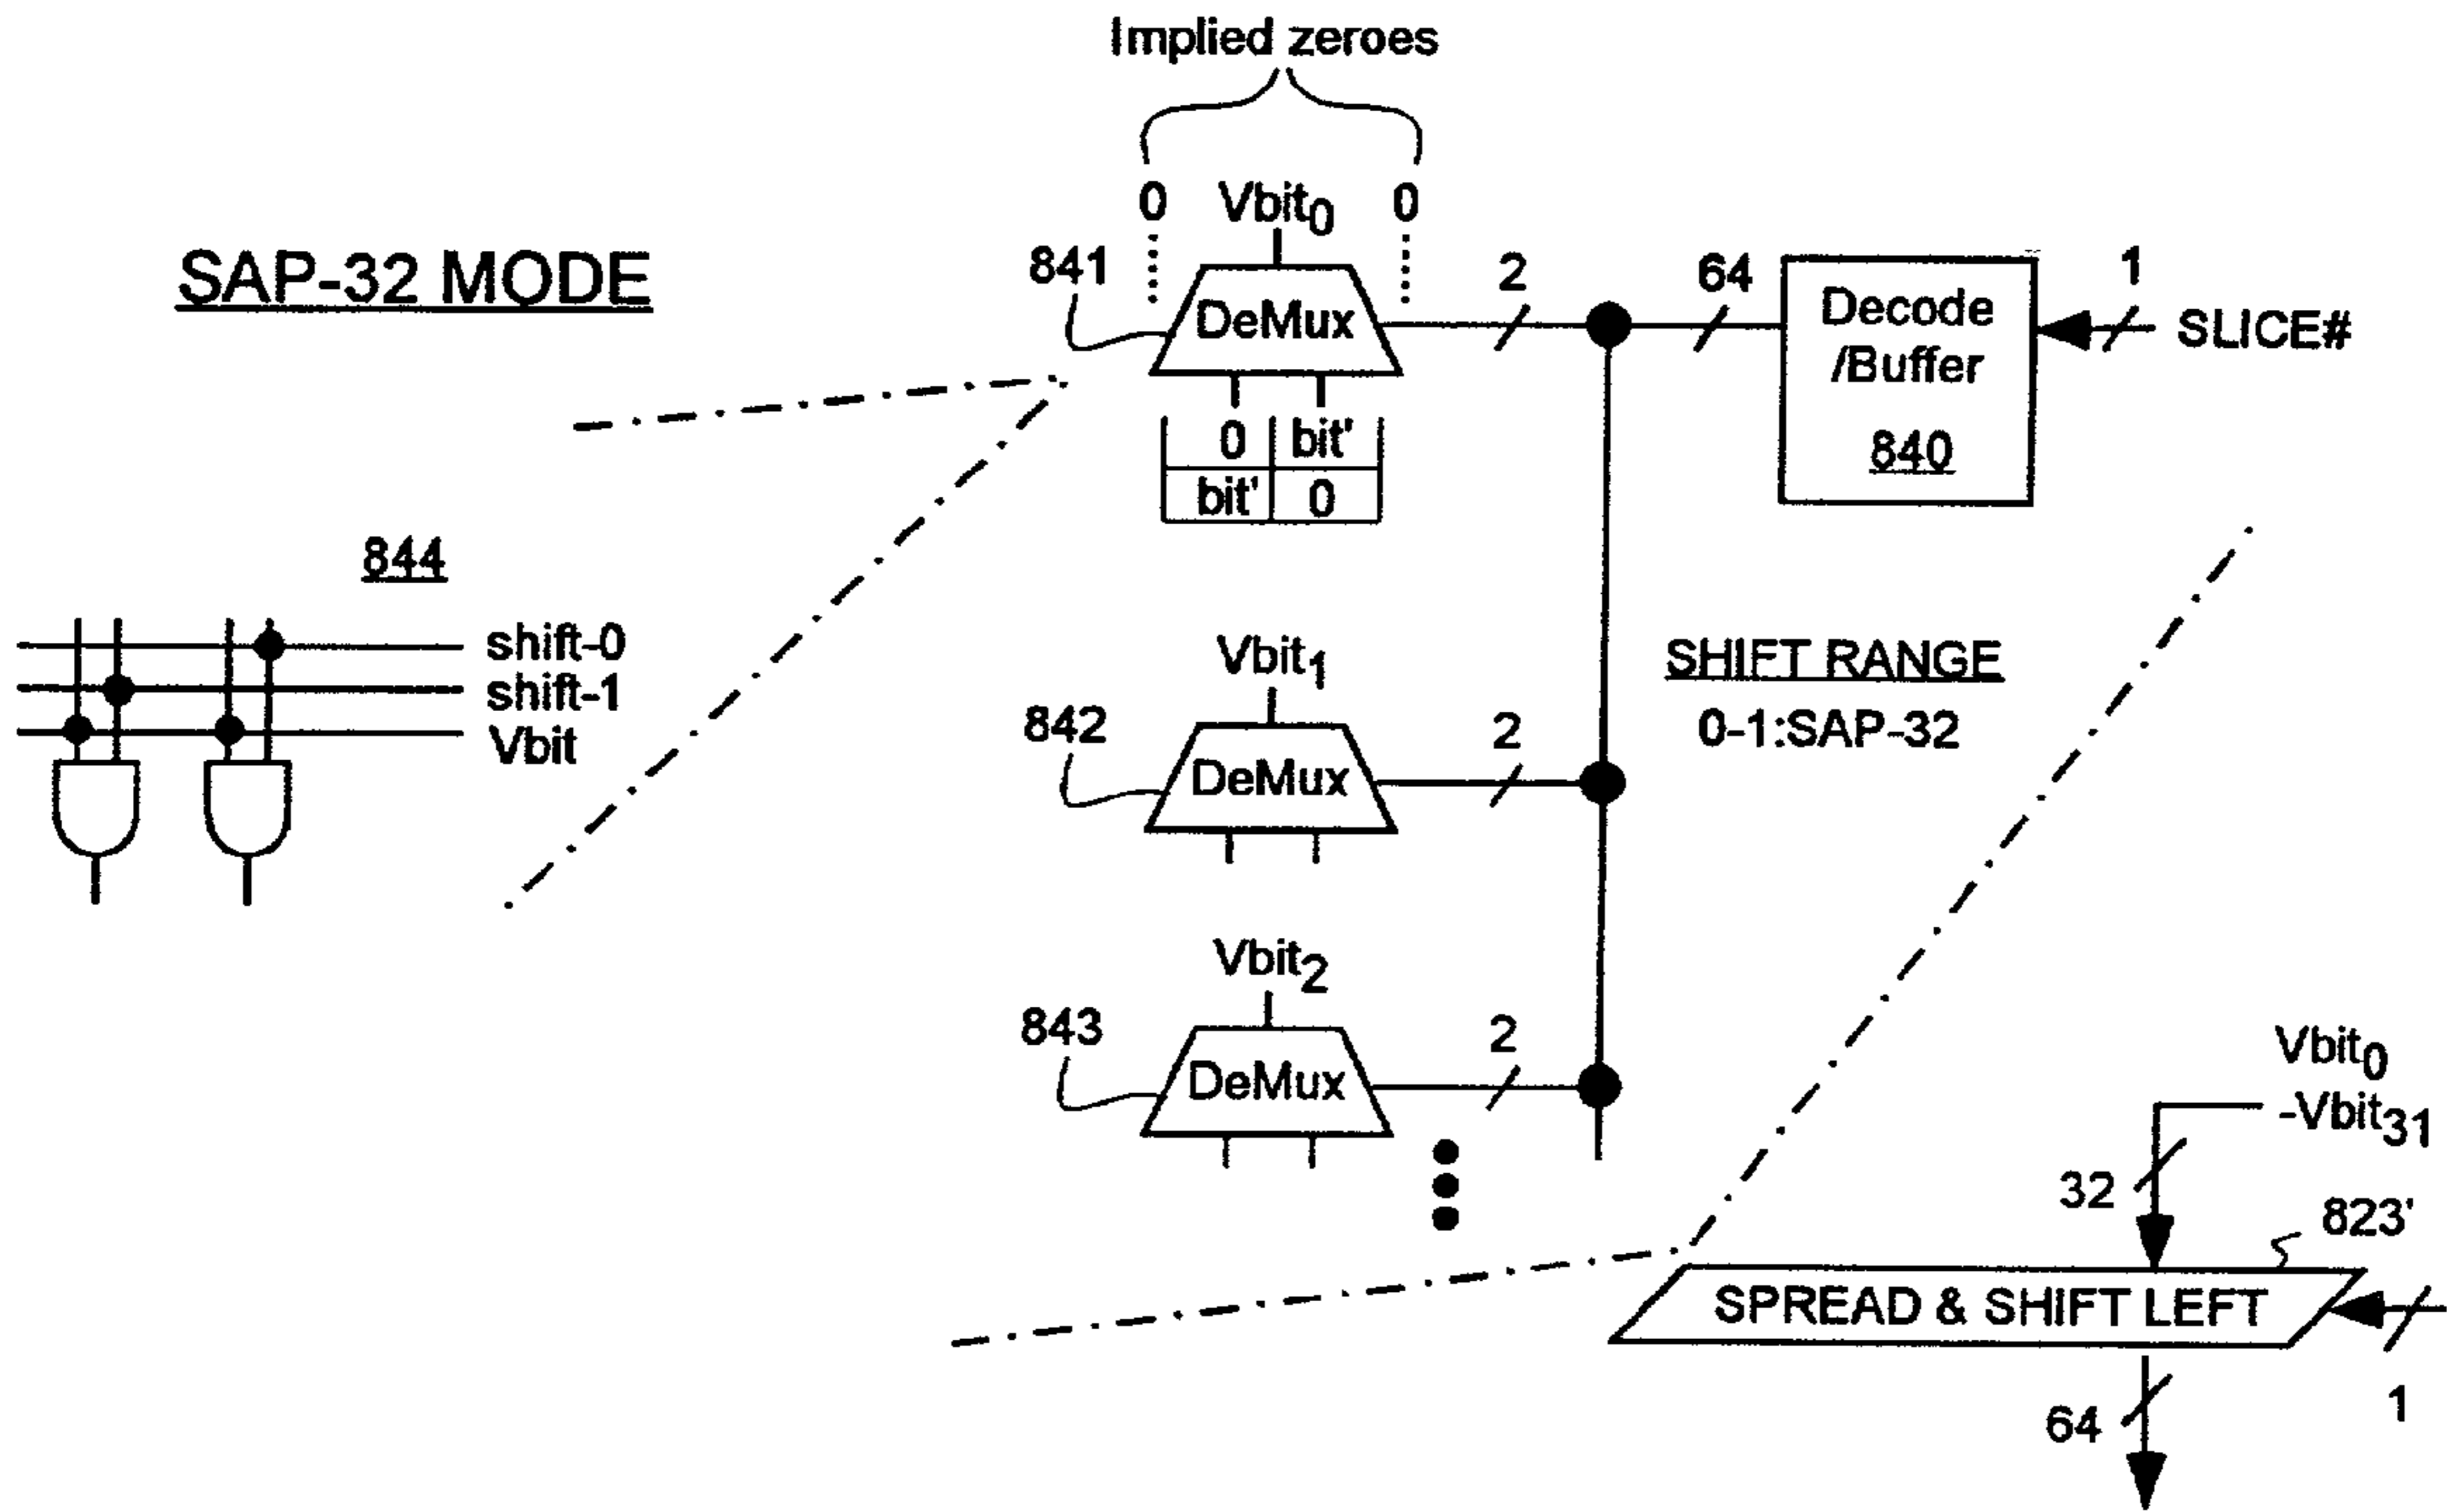 Implied zeroes
0 Vbit0 0
SAP-32 MODE
841
DeMux
2
64
Decode
/Buffer
840
1
SLICE#
0 bit'
bit' 0
844
shift-0
shift-1
Vbit
Vbit1
842
DeMux
2
SHIFT RANGE
0-1:SAP-32
Vbit2
843
DeMux
2
Vbit0
-Vbit31
32
823'
SPREAD & SHIFT LEFT
1
64